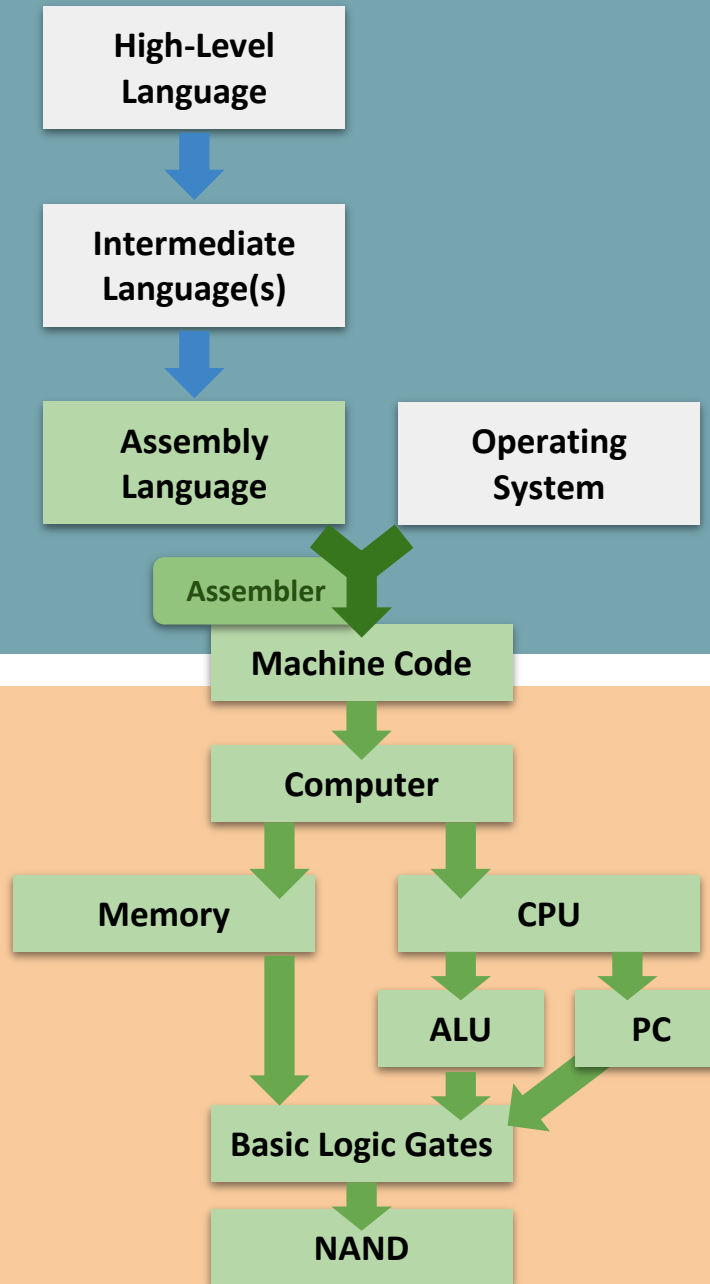 High-Level
Language
Intermediate
Language(s)
Assembly
Language
Operating
System
Assembler
Machine Code
Computer
Memory
CPU
ALU
PC
Basic Logic Gates
NAND